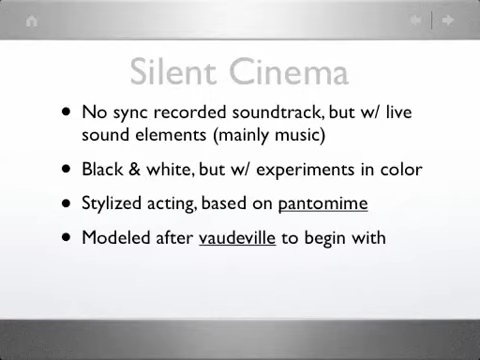 Silent Cinema
• No sync recorded soundtrack, but w/ live
sound elements (mainly music)
• Black & white, but w/ experiments in color
• Stylized acting, based on pantomime
• Modeled after vaudeville to begin with